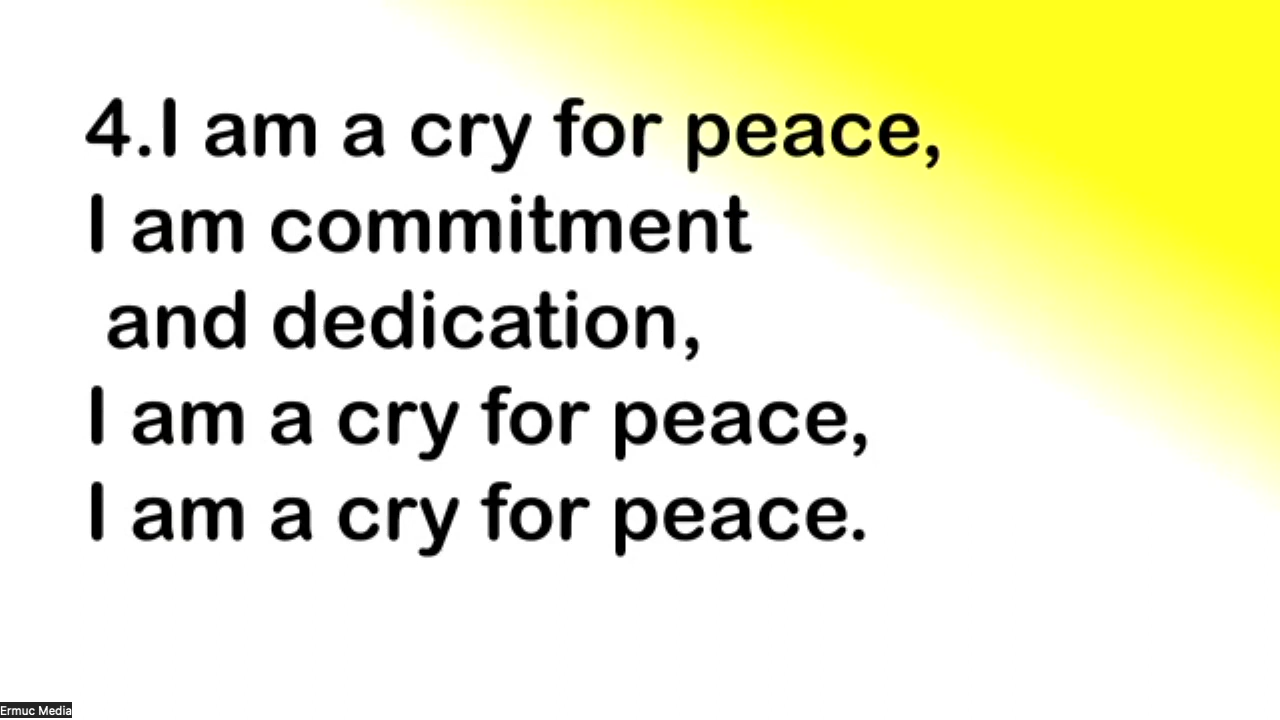 4.I am a cry for peace,
I am commitment
and dedication,
I am a cry for peace,
I am a cry for peace.
Ermuc Media